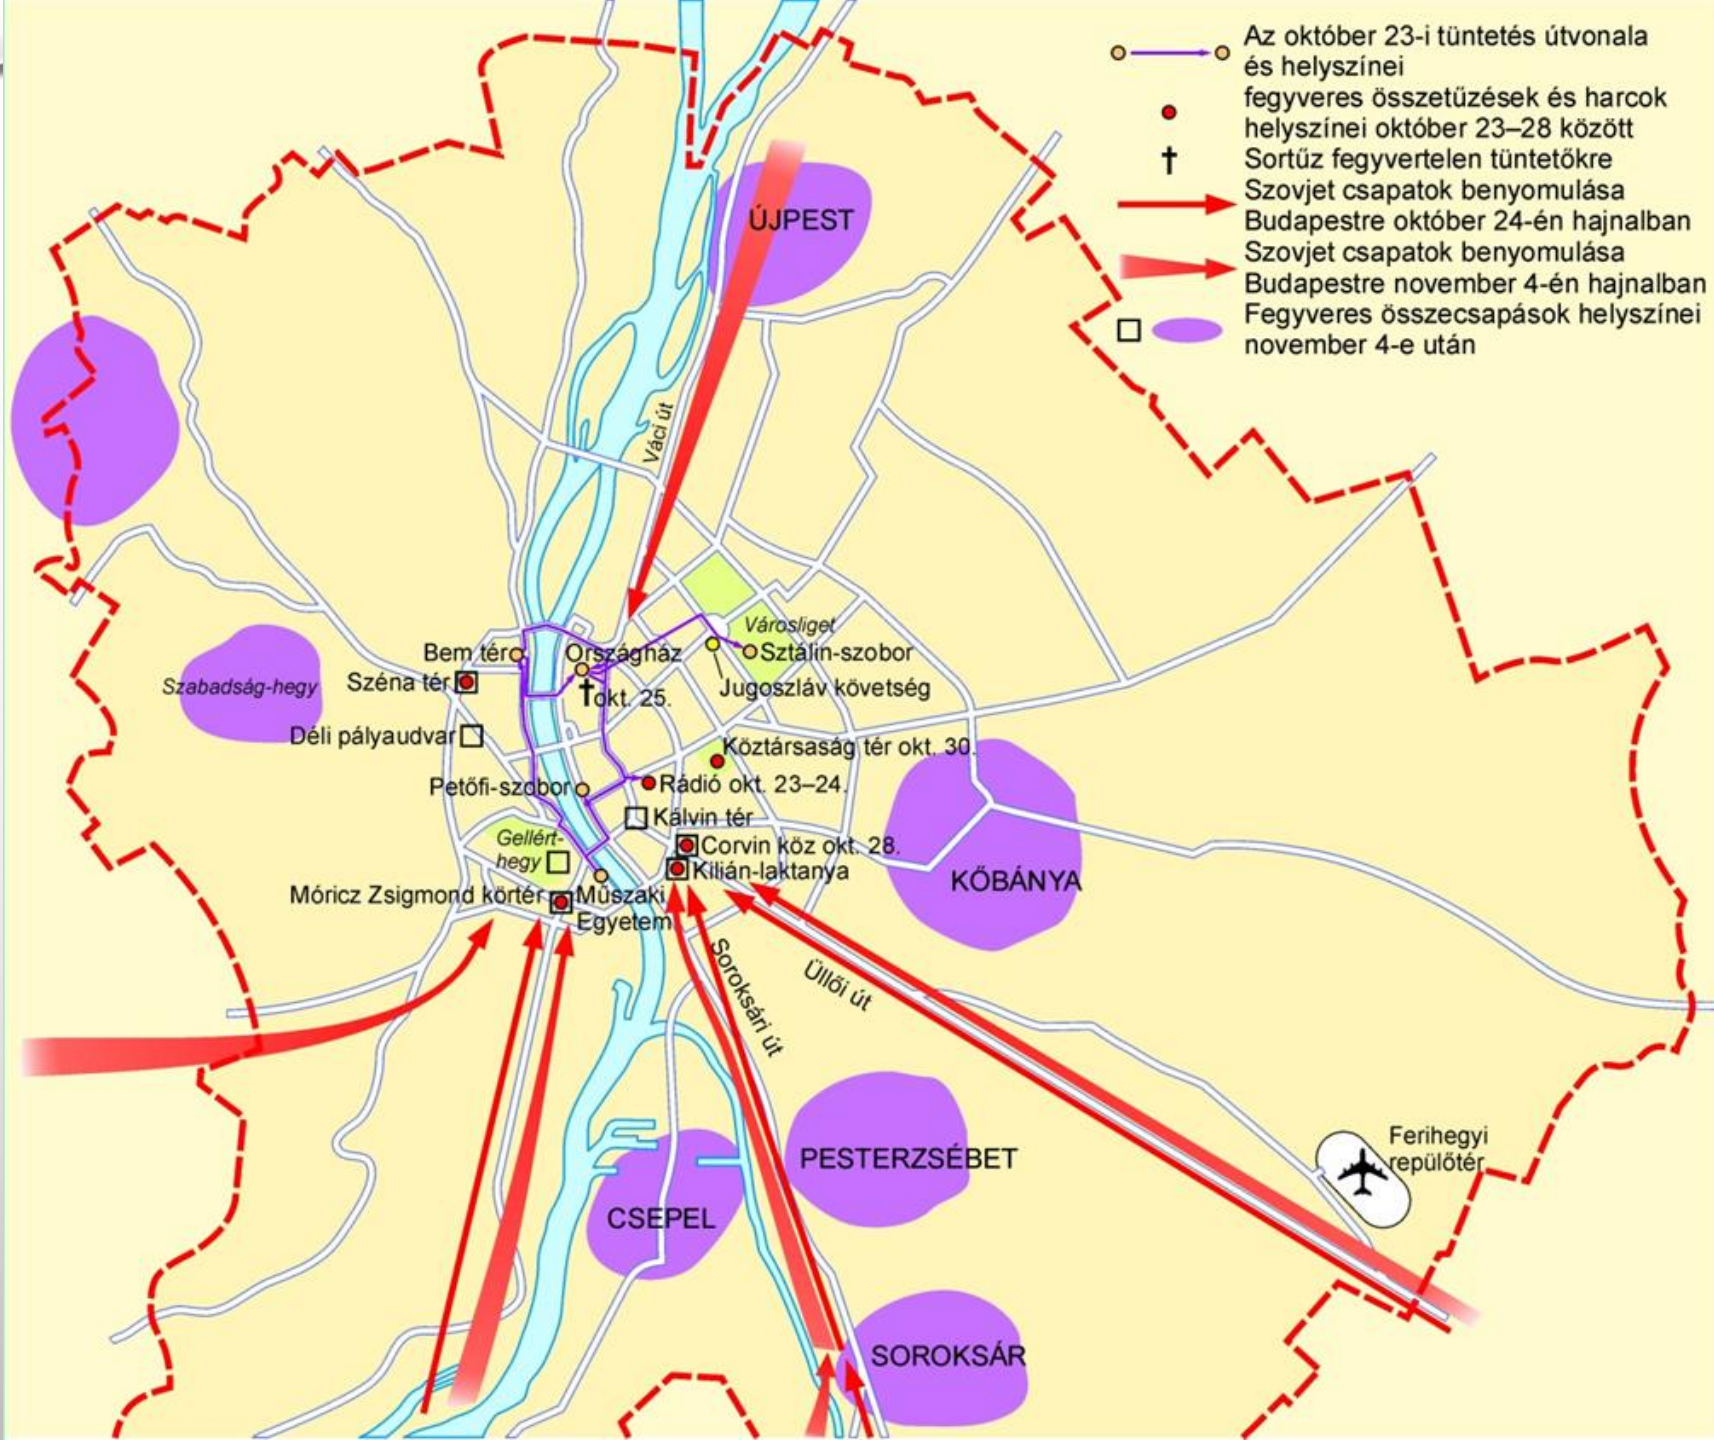 Az október 23-i tüntetés útvonala
és helyszínei
fegyveres összetűzések és harcok
helyszínei október 23–28 között
Sortűz fegyvertelen tüntetőkre
Szovjet csapatok benyomulása
Budapestre október 24-én hajnalban
Szovjet csapatok benyomulása
Budapestre november 4-én hajnalban
Fegyveres összecsapások helyszínei
november 4-e után
ÚJPEST
Váci út
Városliget
Bem tér
Országház
Sztálin-szobor
Széna tér
Szabadság-hegy
okt. 25.
Jugoszláv követség
Déli pályaudvar
Köztársaság tér okt. 30.
Petőfi-szobor
Rádió okt. 23–24.
Kálvin tér
Gellért-
hegy
Corvin köz okt. 28.
Kilián-laktanya
KŐBÁNYA
Móricz Zsigmond körtér
Műszaki
Egyetem
Soroksári út
Üllői út
Ferihegyi
repülőtér
PESTERZSÉBET
CSEPEL
SOROKSÁR